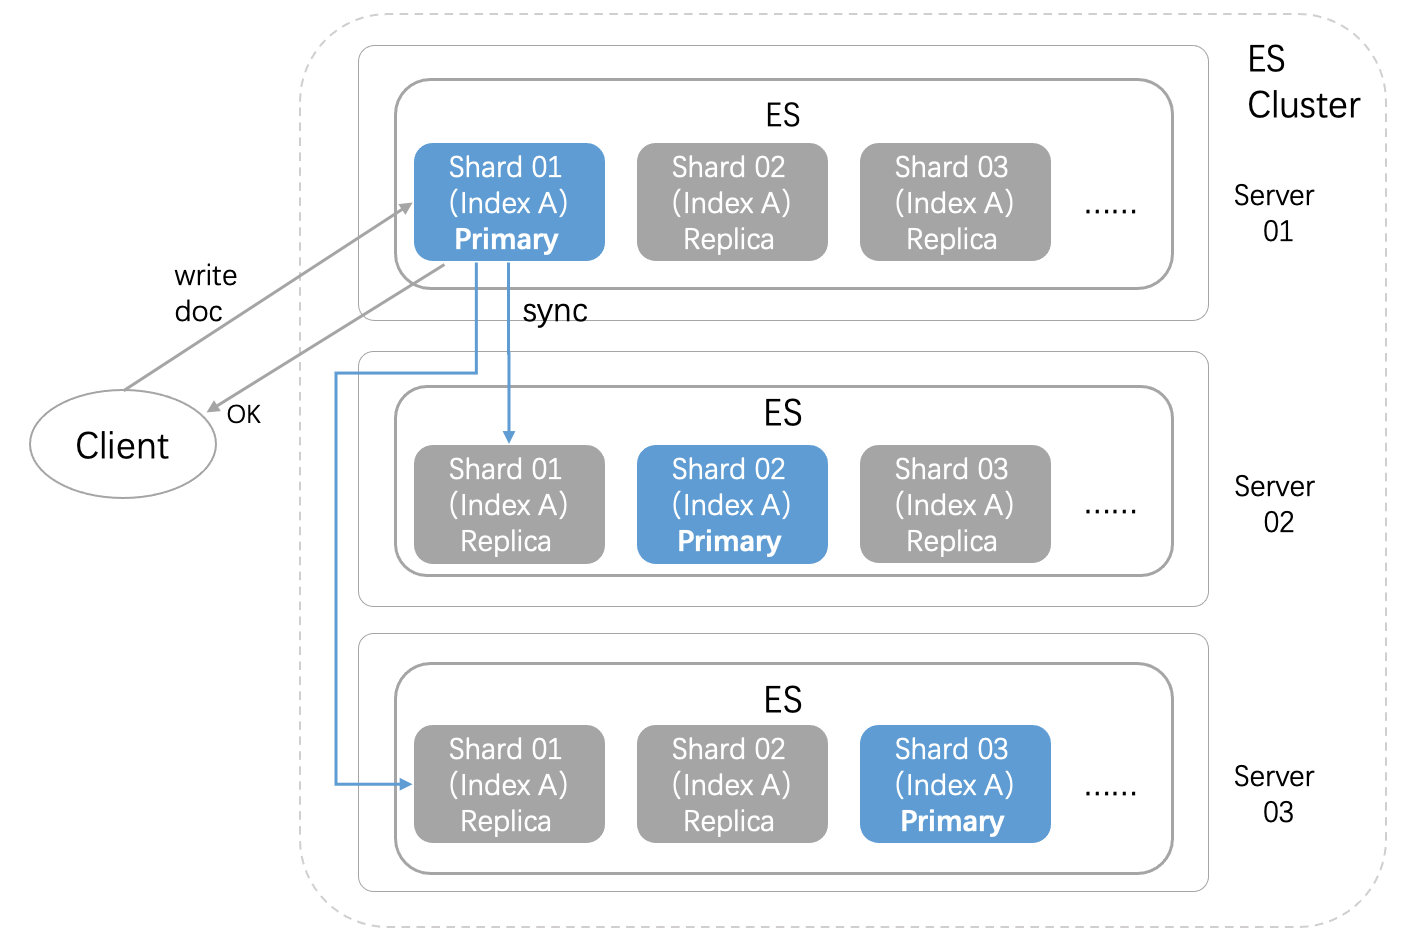 ES
Cluster
ES
Shard 01
(Index A)
Primary
Shard 02
(Index A)
Replica
Shard 03
(Index A)
Replica
......
Server
01
write
doc
sync
OK
Client
ES
Shard 01
(Index A)
Replica
Shard 02
(Index A)
Primary
Shard 03
(Index A)
Replica
......
Server
02
ES
Shard 01
(Index A)
Replica
Shard 02
(Index A)
Replica
Shard 03
(Index A)
Primary
......
Server
03